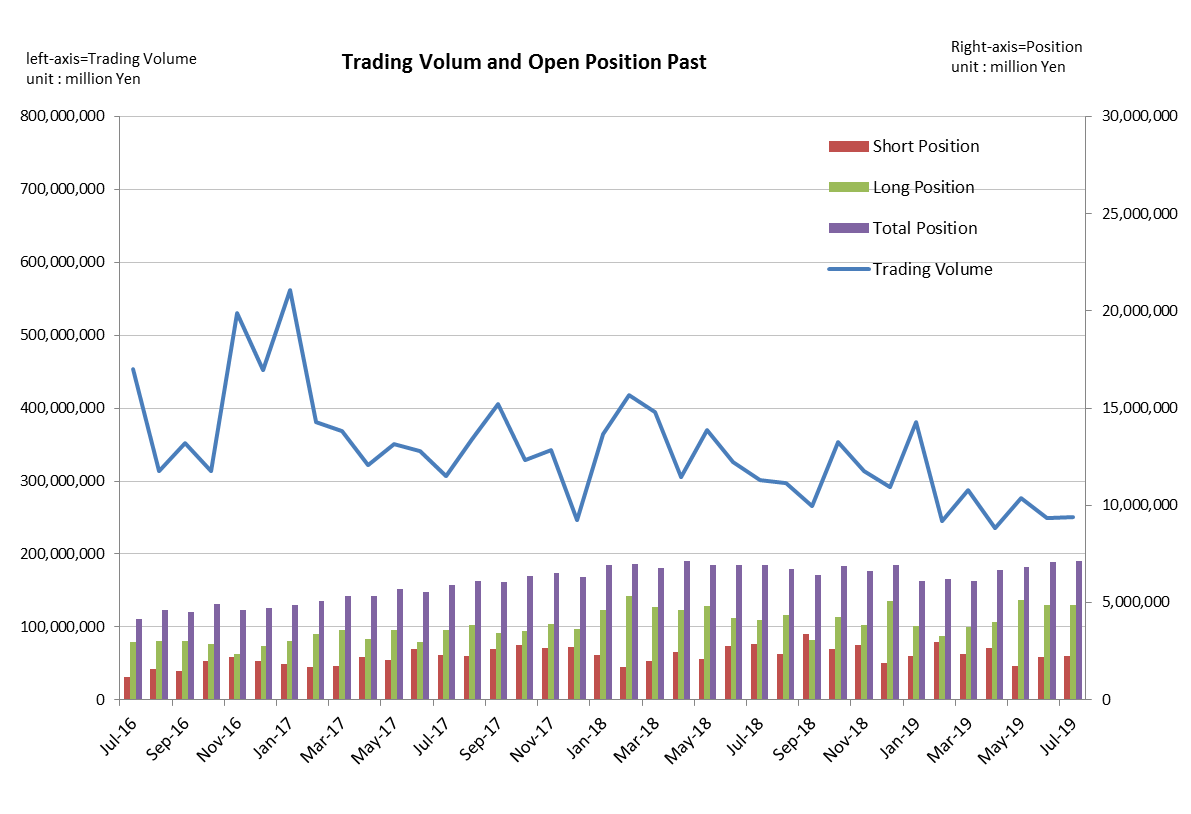 left-axis=Trading Volume
unit : million Yen
Trading Volum and Open Position Past
Right-axis=Position
unit : million Yen
800,000,000
700,000,000
600,000,000
500,000,000
400,000,000
300,000,000
200,000,000
100,000,000
0
30,000,000
25,000,000
20,000,000
15,000,000
10,000,000
5,000,000
0
Short Position
Long Position
Total Position
Trading Volume
Jul-16
Sep-16
Nov-16
Jan-17
Mar-17
May-17
Jul-17
Sep-17
Nov-17
Jan-18
Mar-18
May-18
Jul-18
Sep-18
Nov-18
Jan-19
Mar-19
May-19
Jul-19